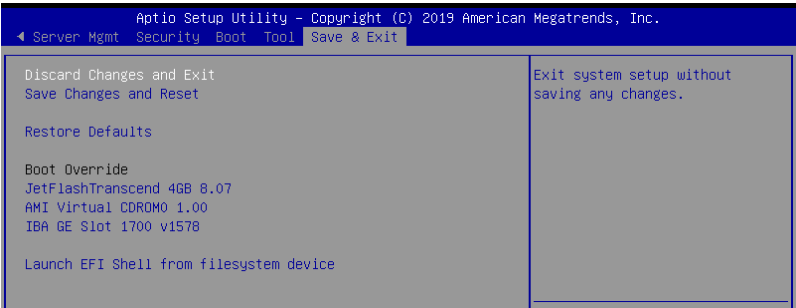 Aptio Setup Utility – Copyright (C) 2019 American Megatrends, Inc.
Server Mgmt Security Boot Tool Save & Exit
Discard Changes and Exit
Save Changes and Reset
Restore Defaults
Boot Override
JetFlashTranscend 4GB 8.07
AMI Virtual CDROM0 1.00
IBA GE Slot 1700 v1578
Launch EFI Shell from filesystem device
Exit system setup without
saving any changes.